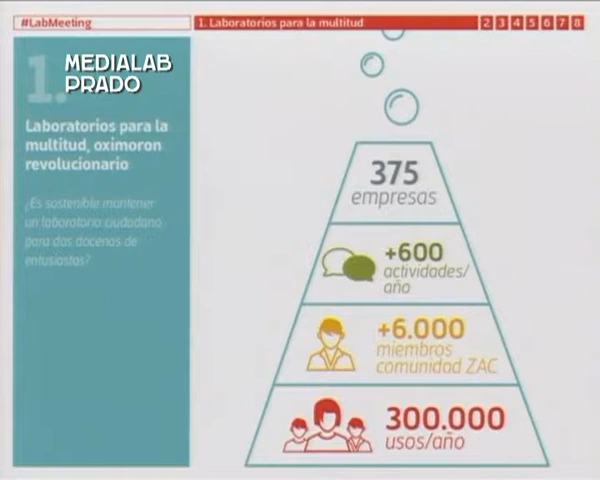 #LabMeeting
1. Laboratorios para la multitud
2 3 4 5 6 7 8
1.
MEDIALAB
PRADO
Laboratorios para la
multitud, oximoron
revolucionario
¿Es sostenible mantener
un laboratorio ciudadano
para dos docenas de
entusiastas?
375
empresas
+600
actividades/
año
+6.000
miembros
comunidad ZAC
300.000
usos/año